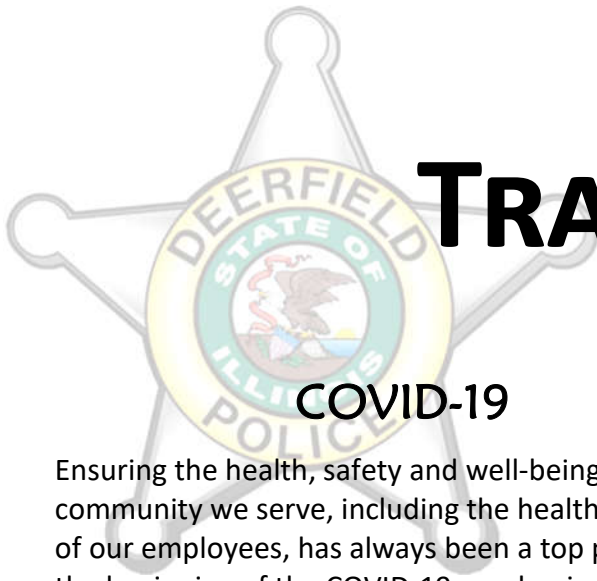 DEERFIELD
STATE OF
ILLINOIS
POLICE
TRA
COVID-19
Ensuring the health, safety and well-being
community we serve, including the health
of our employees, has always been a top p